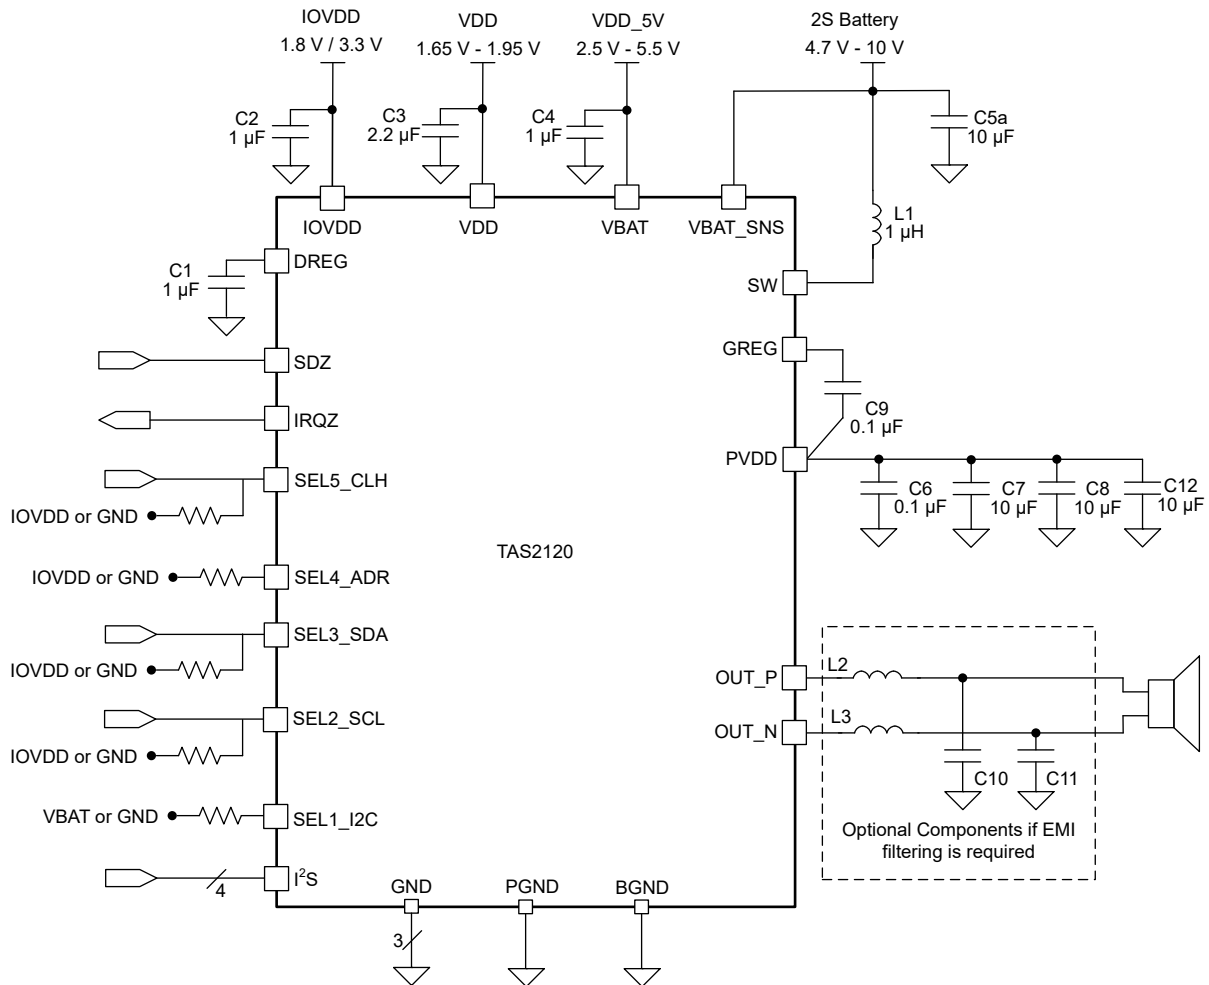 IOVDD
1.8 V / 3.3 V
VDD
1.65 V - 1.95 V
VDD_5V
2.5 V - 5.5 V
2S Battery
4.7 V - 10 V
C2
1 µF
C3
2.2 µF
C4
1 µF
C5a
10 µF
L1
1 µH
IOVDD
VDD
VBAT
VBAT_SNS
C1
1 µF
DREG
SW
GREG
C9
0.1 µF
PVDD
C6
0.1 µF
C7
10 µF
C8
10 µF
C12
10 µF
SDZ
IRQZ
SEL5_CLH
IOVDD or GND
TAS2120
IOVDD or GND
SEL4_ADR
SEL3_SDA
IOVDD or GND
SEL2_SCL
IOVDD or GND
VBAT or GND
SEL1_I2C
I²S
4
OUT_P
L2
OUT_N
L3
C10
C11
Optional Components if EMI
filtering is required
GND
PGND
BGND
3